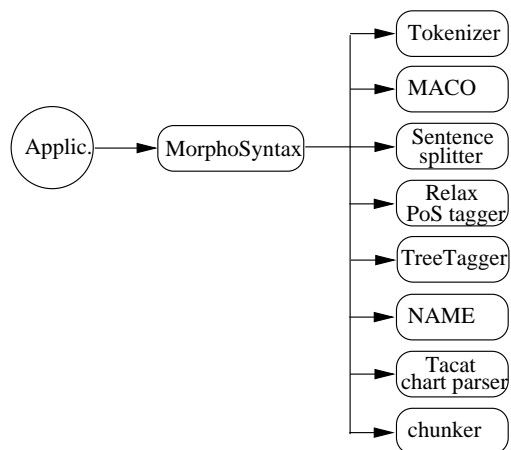 Applic.
MorphoSyntax
Tokenizer
MACO
Sentence
splitter
Relax
PoS tagger
TreeTagger
NAME
Tacat
chart parser
chunker